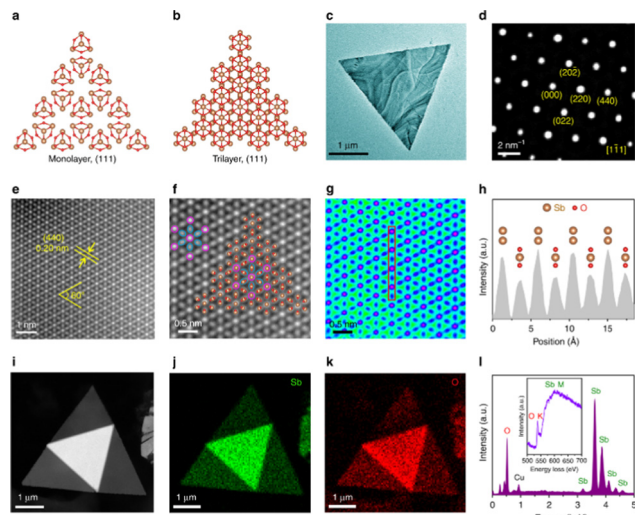 a
b
c
d
Monolayer, (111)
Trilayer, (111)
1 μm
(202̄)
(000)
(220)
(440)
(022)
2 nm⁻¹
[11̄1]
e
f
g
h
(440)
0.20 nm
60°
1 nm
0.5 nm
0.5 nm
Sb
O
Intensity (a.u.)
0
5
10
15
Position (Å)
i
j
k
l
Sb
O
1 μm
1 μm
1 μm
Intensity (a.u.)
O
Cu
Sb
Sb
Sb
Sb
Sb
Intensity (a.u.)
O K
Sb M
500
550
600
650
700
Energy loss (eV)
0
1
2
3
4
5